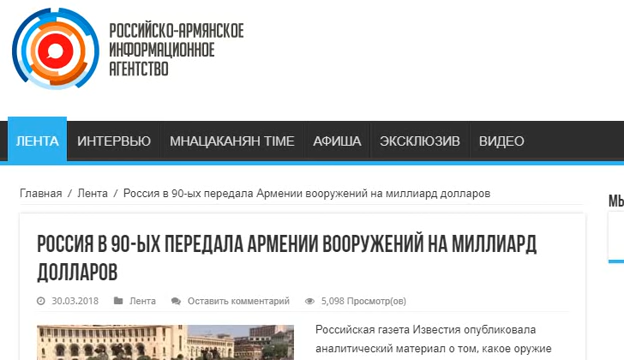 РОССИЙСКО-АРМЯНСКОЕ
ИНФОРМАЦИОННОЕ
АГЕНТСТВО
ЛЕНТА ИНТЕРВЬЮ МНАЦАКАНЯН TIME АФИША ЭКСКЛЮЗИВ ВИДЕО
Главная / Лента / Россия в 90-ых передала Армении вооружений на миллиард долларов
МЫ
РОССИЯ В 90-ЫХ ПЕРЕДАЛА АРМЕНИИ ВООРУЖЕНИЙ НА МИЛЛИАРД
ДОЛЛАРОВ
30.03.2018 Лента Оставить комментарий 5,098 Просмотр(ов)
Российская газета Известия опубликовала
аналитический материал о том, какое оружие